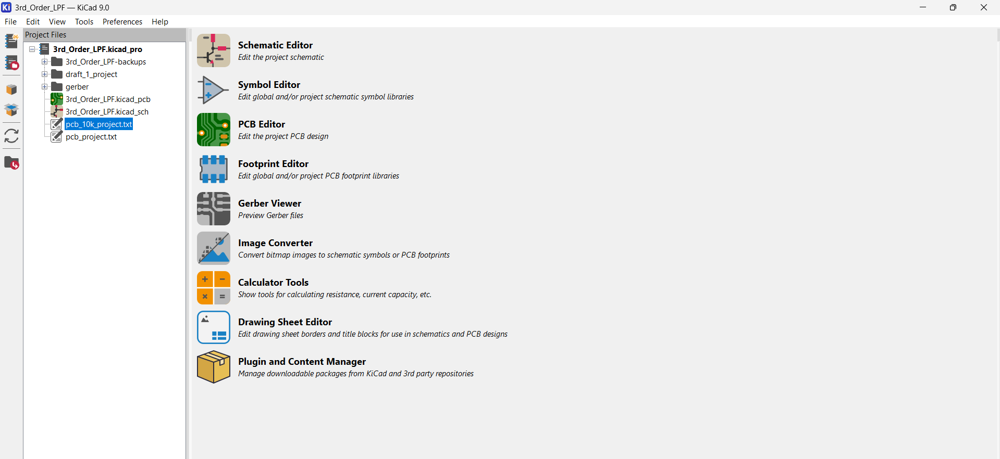 Ki 3rd_Order_LPF — KiCad 9.0
File Edit View Tools Preferences Help
Project Files
3rd_Order_LPF.kicad_pro
3rd_Order_LPF-backups
draft_1_project
gerber
3rd_Order_LPF.kicad_pcb
3rd_Order_LPF.kicad_sch
pcb_10k_project.txt
pcb_project.txt
Schematic Editor
Edit the project schematic
Symbol Editor
Edit global and/or project schematic symbol libraries
PCB Editor
Edit the project PCB design
Footprint Editor
Edit global and/or project PCB footprint libraries
Gerber Viewer
Preview Gerber files
Image Converter
Convert bitmap images to schematic symbols or PCB footprints
Calculator Tools
Show tools for calculating resistance, current capacity, etc.
Drawing Sheet Editor
Edit drawing sheet borders and title blocks for use in schematics and PCB designs
Plugin and Content Manager
Manage downloadable packages from KiCad and 3rd party repositories